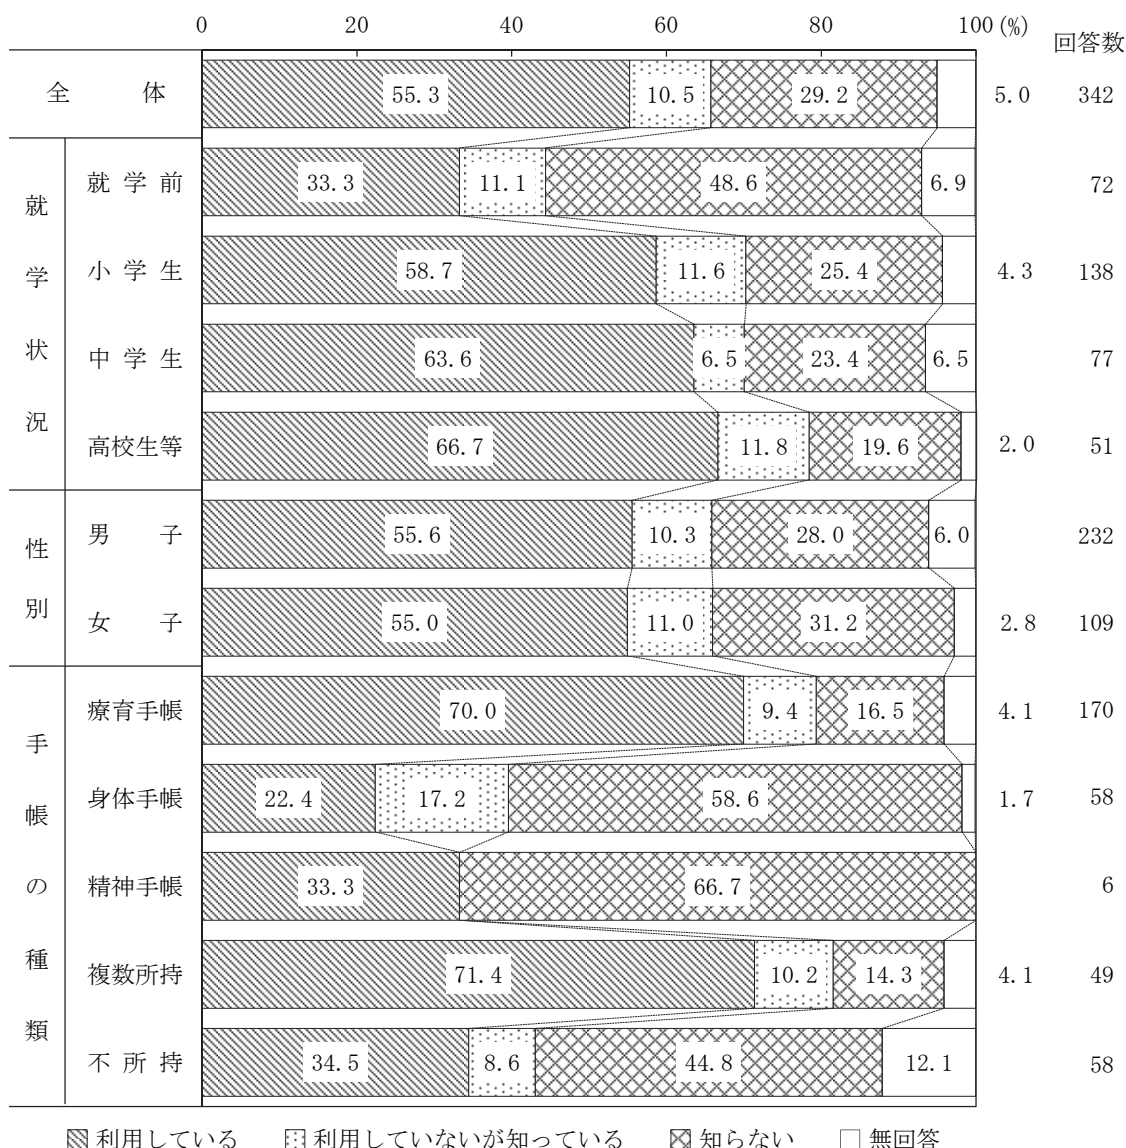 0 20 40 60 80 100 (%) 回答数
全体 55.3 10.5 29.2 5.0 342
就学状況
就学前 33.3 11.1 48.6 6.9 72
小学生 58.7 11.6 25.4 4.3 138
中学生 63.6 6.5 23.4 6.5 77
高校生等 66.7 11.8 19.6 2.0 51
性別
男子 55.6 10.3 28.0 6.0 232
女子 55.0 11.0 31.2 2.8 109
手帳の種類
療育手帳 70.0 9.4 16.5 4.1 170
身体手帳 22.4 17.2 58.6 1.7 58
精神手帳 33.3 66.7 6
複数所持 71.4 10.2 14.3 4.1 49
不所持 34.5 8.6 44.8 12.1 58
利用している 利用していないが知っている 知らない 無回答